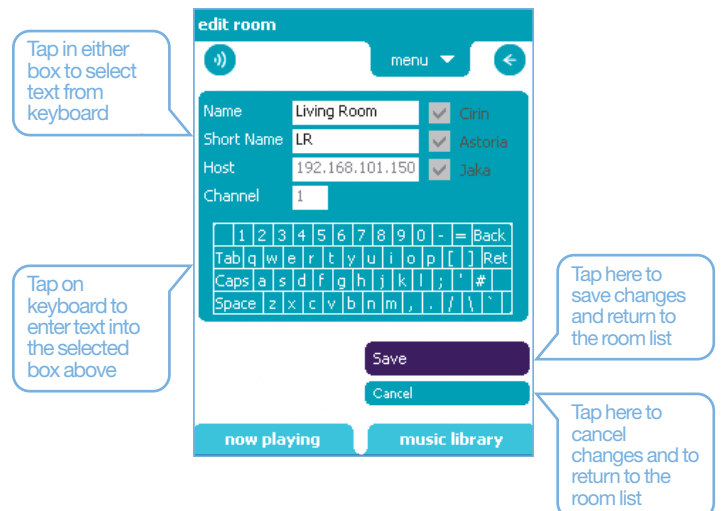 edit room
menu
Tap in either
box to select
text from
keyboard
Name Living Room Cirin
Short Name LR Astoria
Host 192.168.101.150 Jaka
Channel 1
1 2 3 4 5 6 7 8 9 0 - = Back
Tab q w e r t y u i o p [ ] Ret
Caps a s d f g h j k l ; ' #
Space z x c v b n m , . / \ `
Tap on
keyboard to
enter text into
the selected
box above
Tap here to
save changes
and return to
the room list
Save
Cancel
Tap here to
cancel
changes and to
return to the
room list
now playing music library